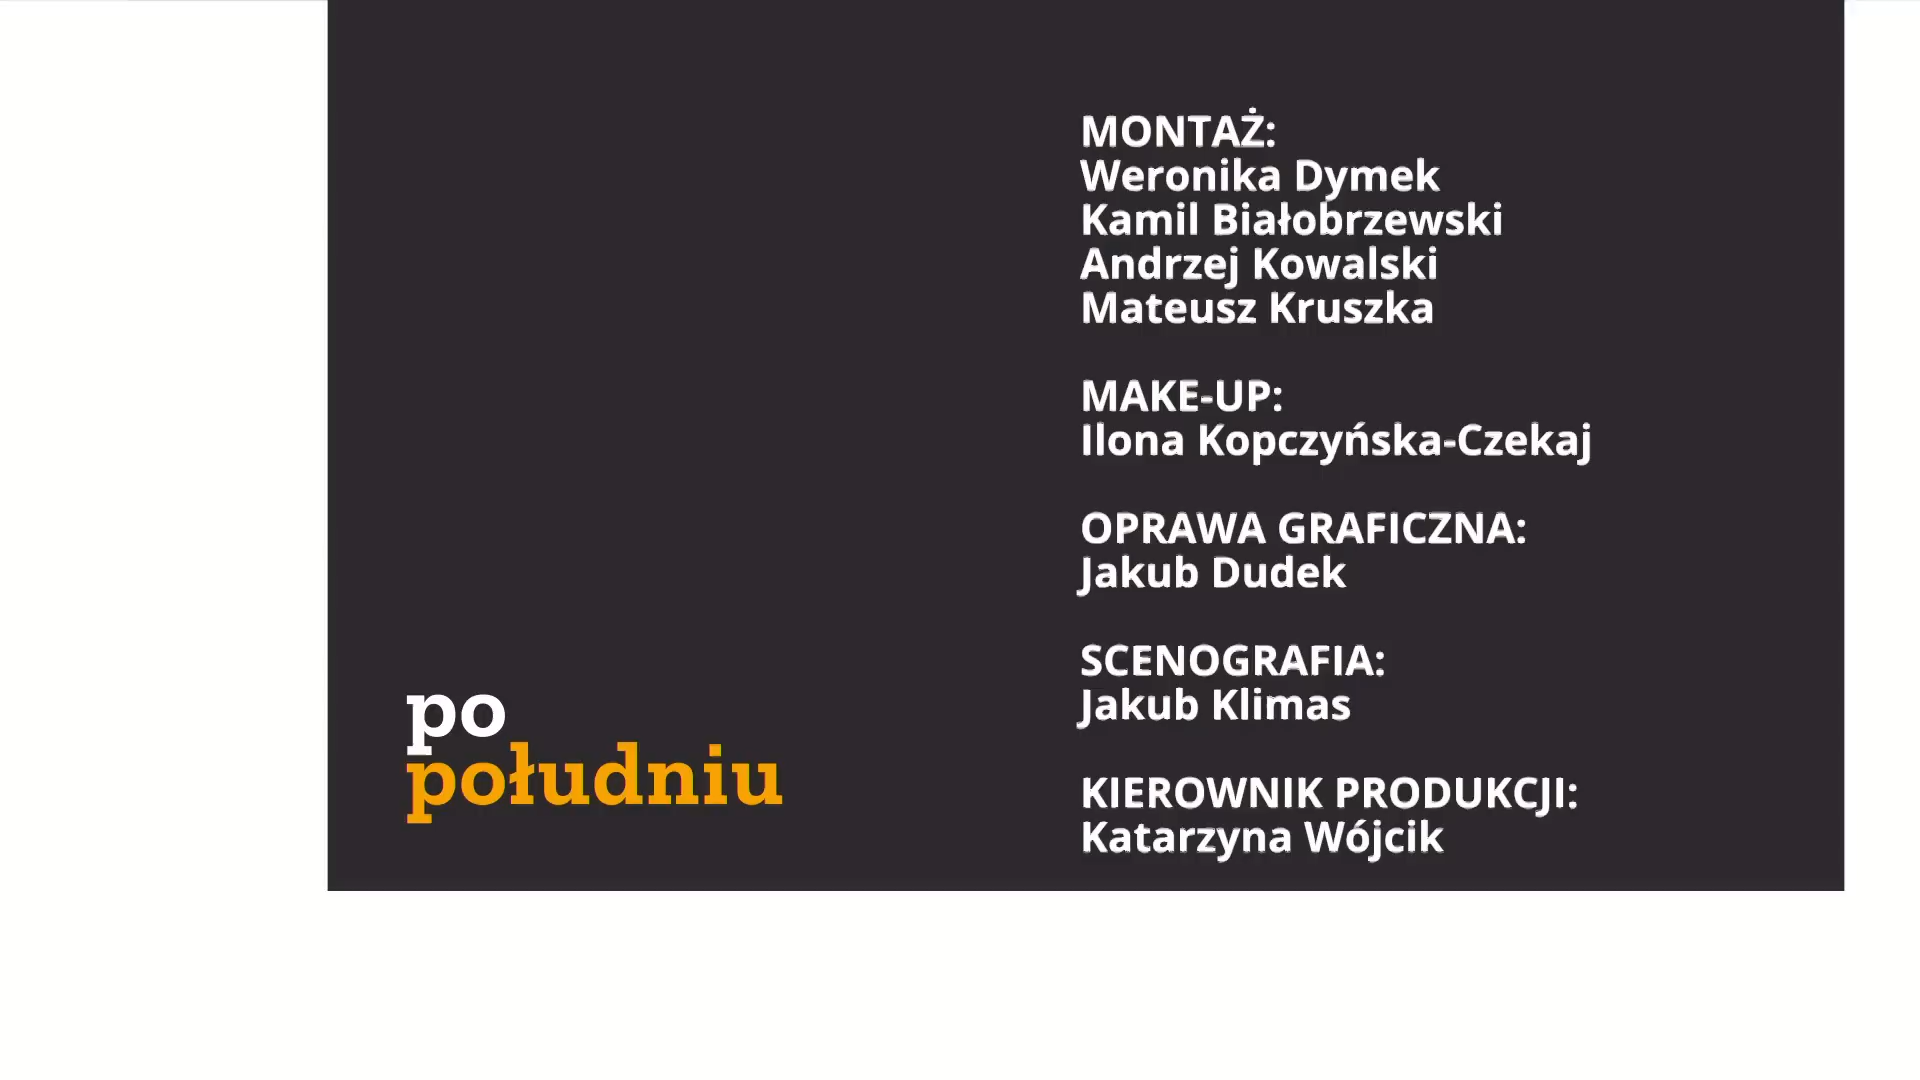 MONTAŻ:
Weronika Dymek
Kamil Białobrzewski
Andrzej Kowalski
Mateusz Kruszka
MAKE-UP:
Ilona Kopczyńska-Czekaj
OPRAWA GRAFICZNA:
Jakub Dudek
SCENOGRAFIA:
Jakub Klimas
KIEROWNIK PRODUKCJI:
Katarzyna Wójcik
po
południu